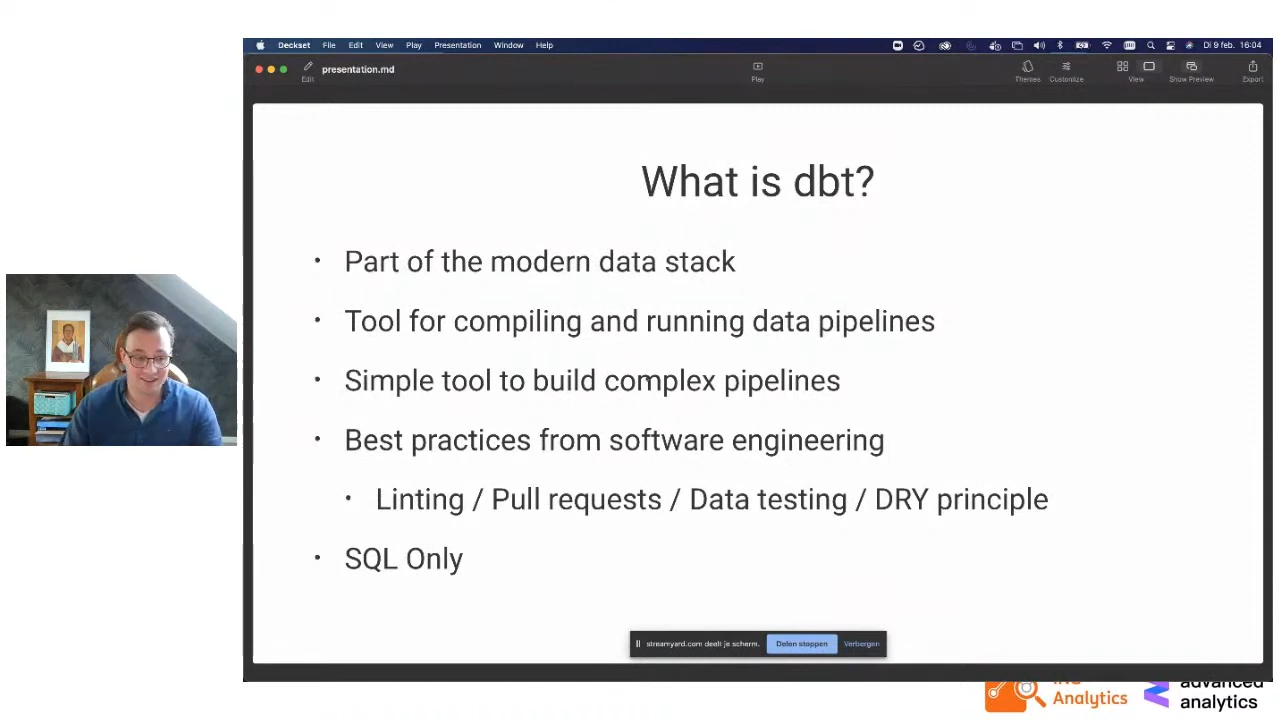 Deckset File Edit View Play Presentation Window Help Di 9 feb. 16:04
presentation.md
Edit Play Themes Customize View Show Preview Export
What is dbt?
• Part of the modern data stack
• Tool for compiling and running data pipelines
• Simple tool to build complex pipelines
• Best practices from software engineering
• Linting / Pull requests / Data testing / DRY principle
• SQL Only
streamyard.com deelt je scherm. Delen stoppen Verbergen
ING
Analytics
advanced
analytics